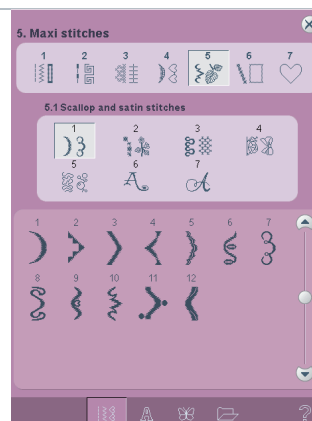 5. Maxi stitches
1 2 3 4 5 6 7
5.1 Scallop and satin stitches
1 2 3 4
5 6 7
1 2 3 4 5 6 7
8 9 10 11 12